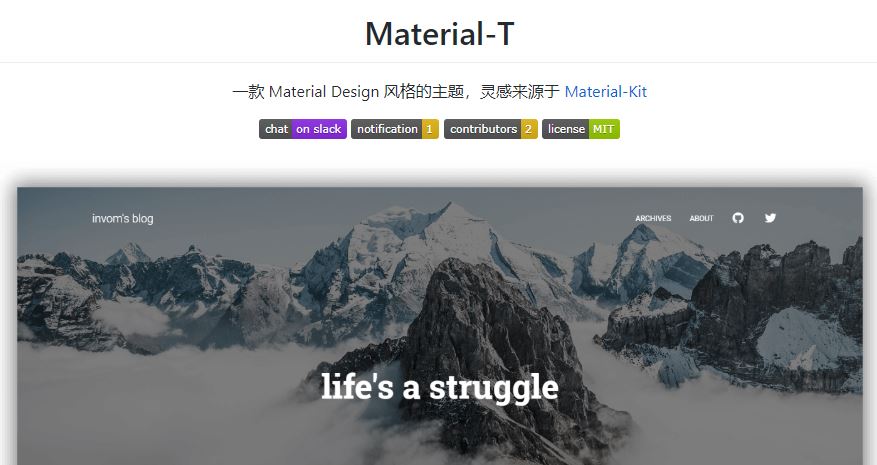 Material-T
一款 Material Design 风格的主题，灵感来源于 Material-Kit
chat on slack notification 1 contributors 2 license MIT
invom's blog ARCHIVES ABOUT
life's a struggle